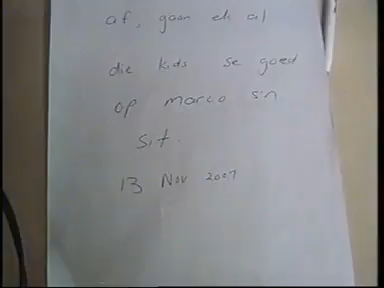 af, gaan ek al
die kids se goed
op marco sin
sit.
13 Nov 2007